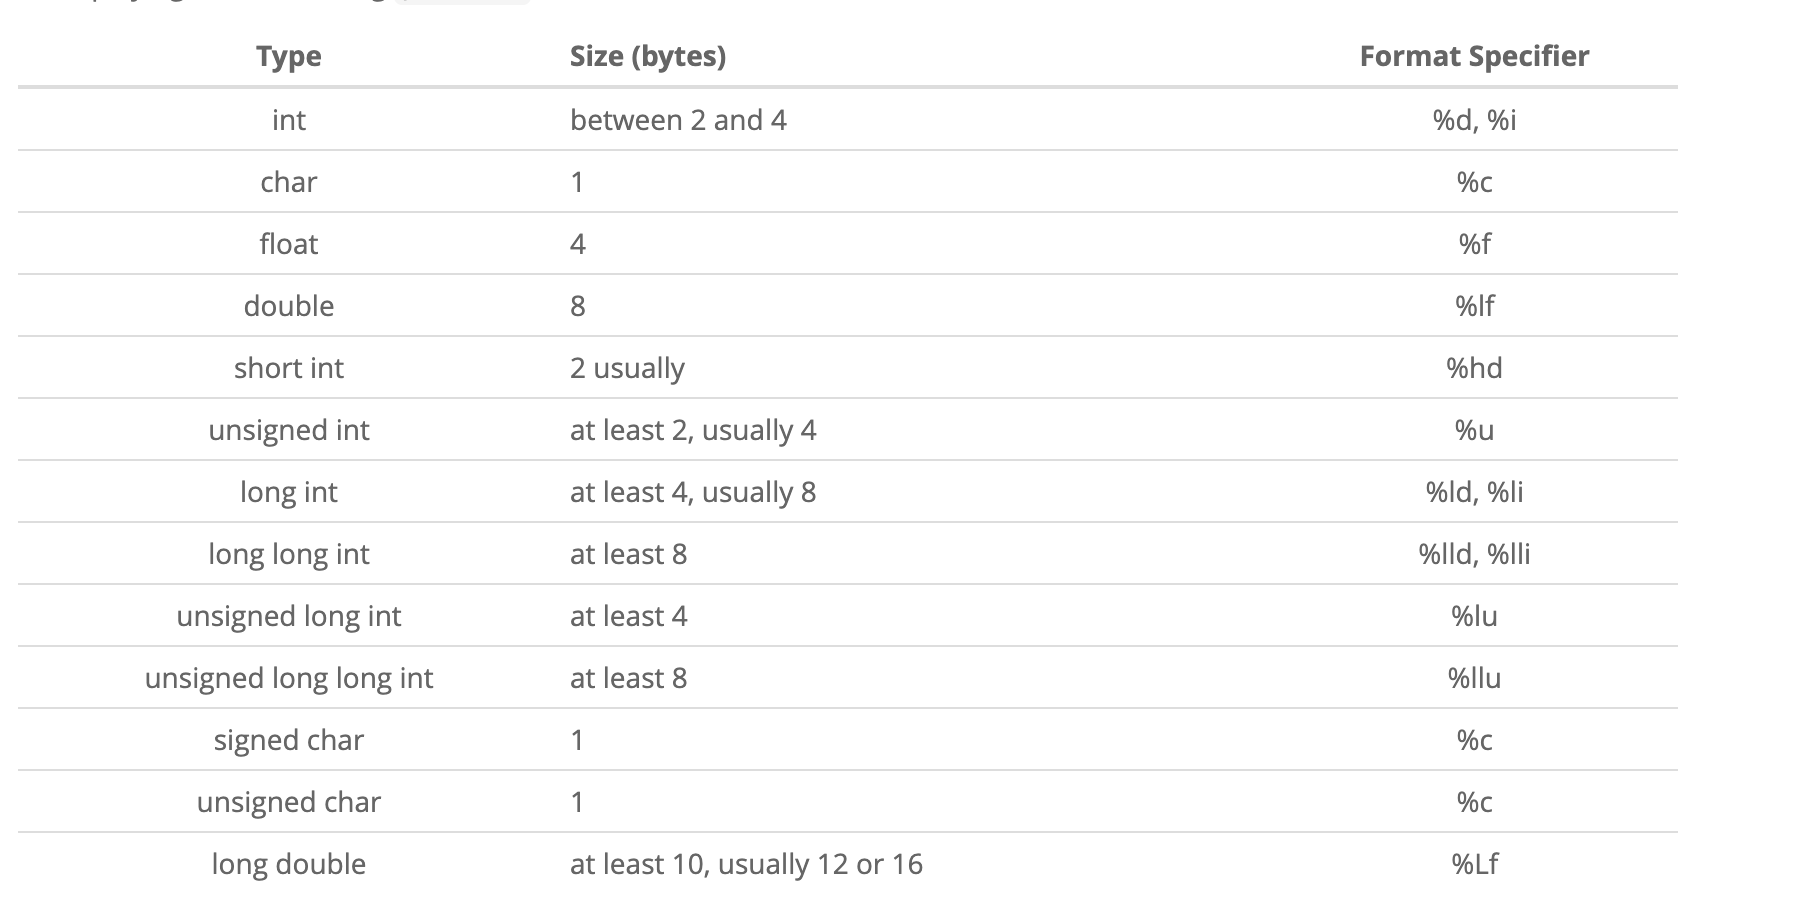 Type Size (bytes) Format Specifier
int between 2 and 4 %d, %i
char 1 %c
float 4 %f
double 8 %lf
short int 2 usually %hd
unsigned int at least 2, usually 4 %u
long int at least 4, usually 8 %ld, %li
long long int at least 8 %lld, %lli
unsigned long int at least 4 %lu
unsigned long long int at least 8 %llu
signed char 1 %c
unsigned char 1 %c
long double at least 10, usually 12 or 16 %Lf